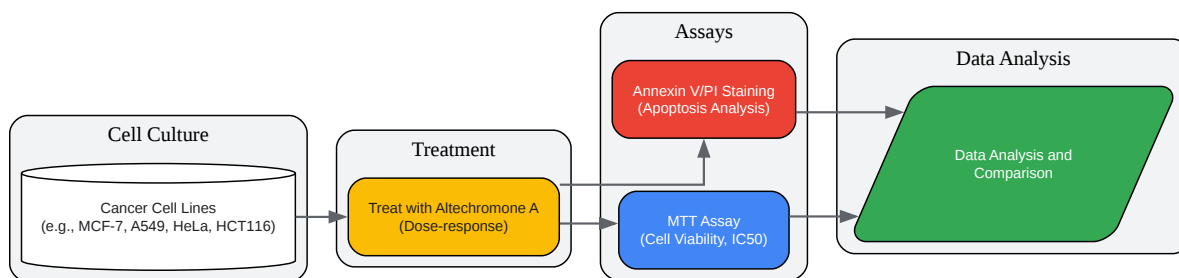 Cell Culture
Cancer Cell Lines
(e.g., MCF-7, A549, HeLa, HCT116)
Treatment
Treat with Altechromone A
(Dose-response)
Assays
Annexin V/PI Staining
(Apoptosis Analysis)
MTT Assay
(Cell Viability, IC50)
Data Analysis
Data Analysis and
Comparison